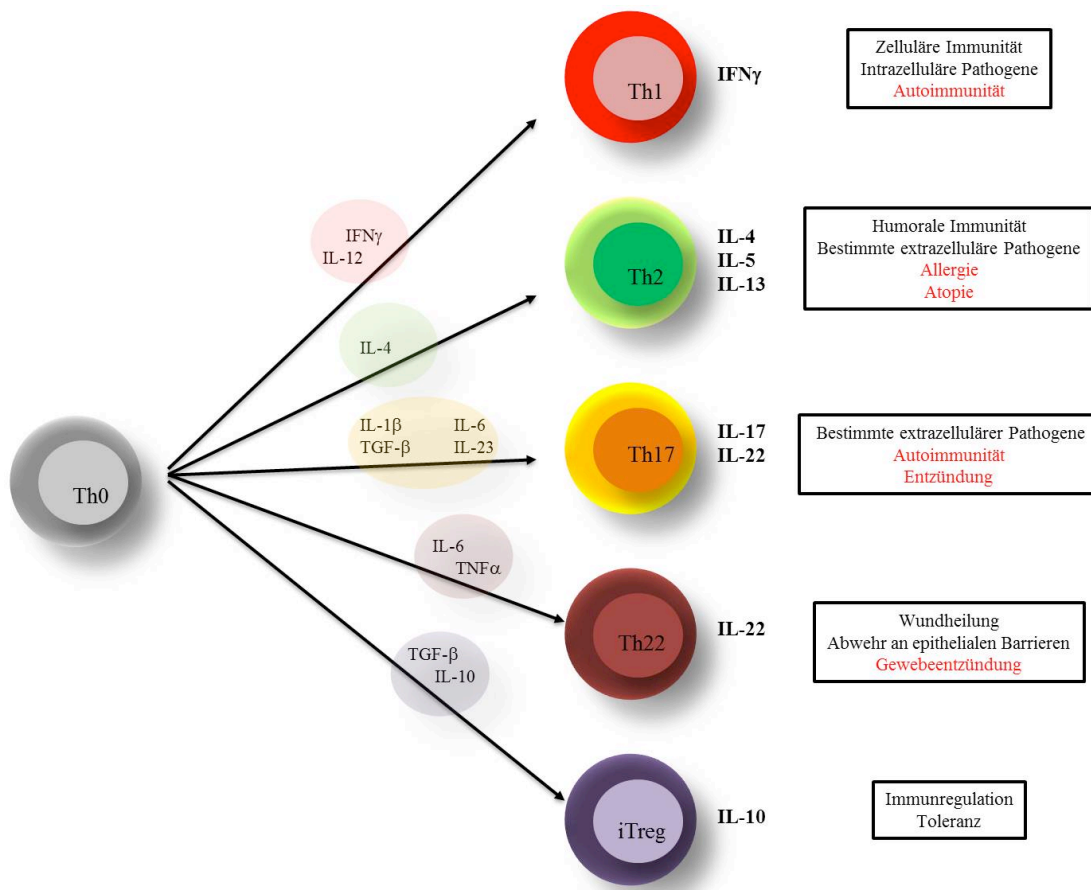 Th1
IFNγ
Zelluläre Immunität
Intrazelluläre Pathogene
Autoimmunität
IFNγ
IL-12
Th2
IL-4
IL-5
IL-13
Humorale Immunität
Bestimmte extrazelluläre Pathogene
Allergie
Atopie
IL-4
Th0
IL-1β IL-6
TGF-β IL-23
Th17
IL-17
IL-22
Bestimmte extrazellulärer Pathogene
Autoimmunität
Entzündung
IL-6
TNFα
Th22
IL-22
Wundheilung
Abwehr an epithelialen Barrieren
Gewebeentzündung
TGF-β
IL-10
iTreg
IL-10
Immunregulation
Toleranz